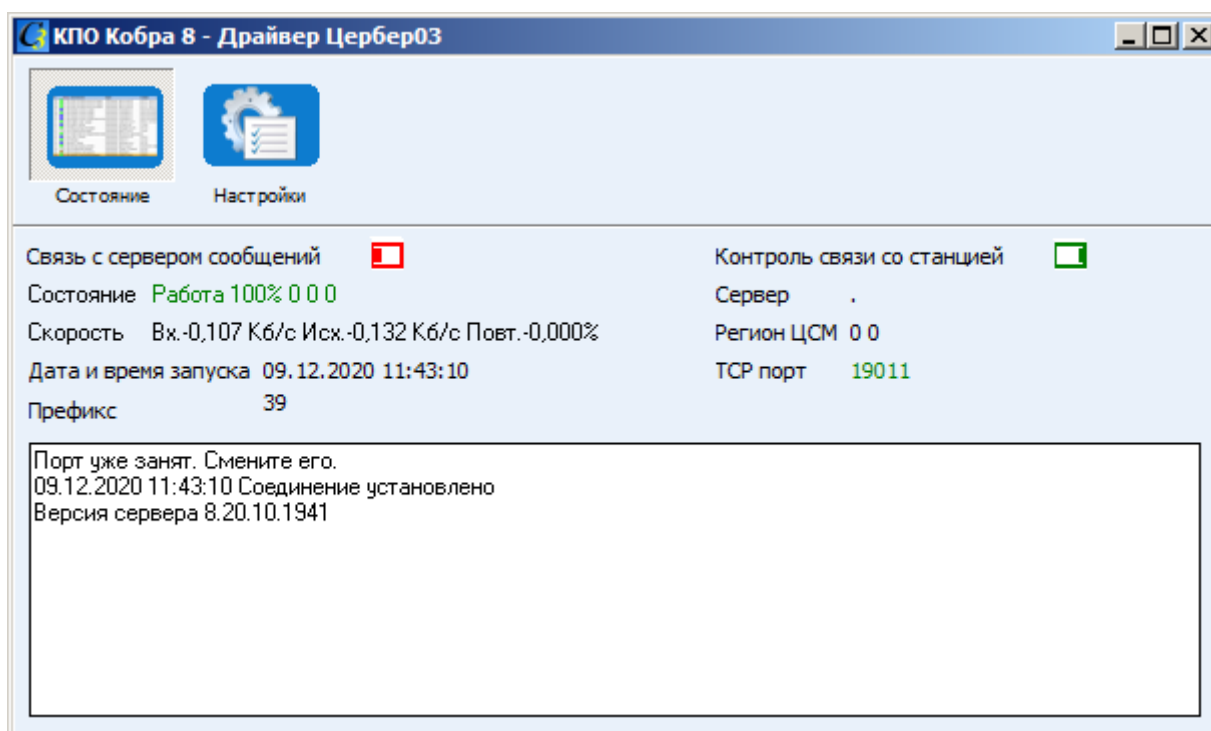 КПО Кобра 8 - Драйвер Цербер03
Состояние Настройки
Связь с сервером сообщений Контроль связи со станцией
Состояние Работа 100% 0 0 0 Сервер .
Скорость Вх.-0,107 Кб/с Исх.-0,132 Кб/с Повт.-0,000% Регион ЦСМ 0 0
Дата и время запуска 09.12.2020 11:43:10 TCP порт 19011
Префикс 39
Порт уже занят. Смените его.
09.12.2020 11:43:10 Соединение установлено
Версия сервера 8.20.10.1941